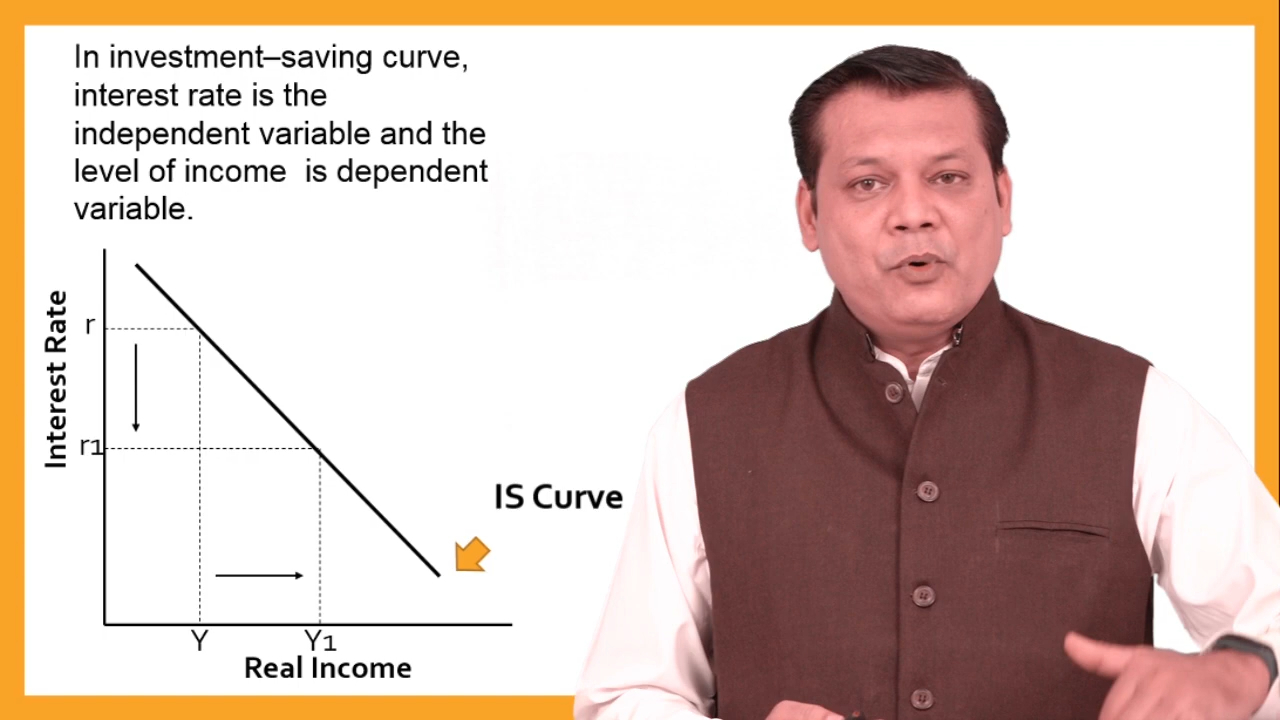 In investment–saving curve,
interest rate is the
independent variable and the
level of income  is dependent
variable.
Interest Rate
r
r1
IS Curve
Y
Y1
Real Income